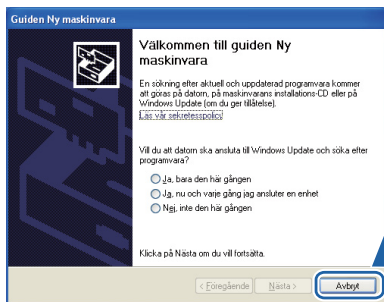 Guiden Ny maskinvara
Välkommen till guiden Ny
maskinvara
En sökning efter aktuell och uppdaterad programvara kommer
att göras på datorn, på maskinvarans installations-CD eller på
Windows Update (om du ger tillåtelse).
Läs vår sekretesspolicy
Vill du att datorn ska ansluta till Windows Update och söka efter
programvara?
Ja, bara den här gången
Ja, nu och varje gång jag ansluter en enhet
Nej, inte den här gången
Klicka på Nästa om du vill fortsätta.
< Föregående
Nästa >
Avbryt